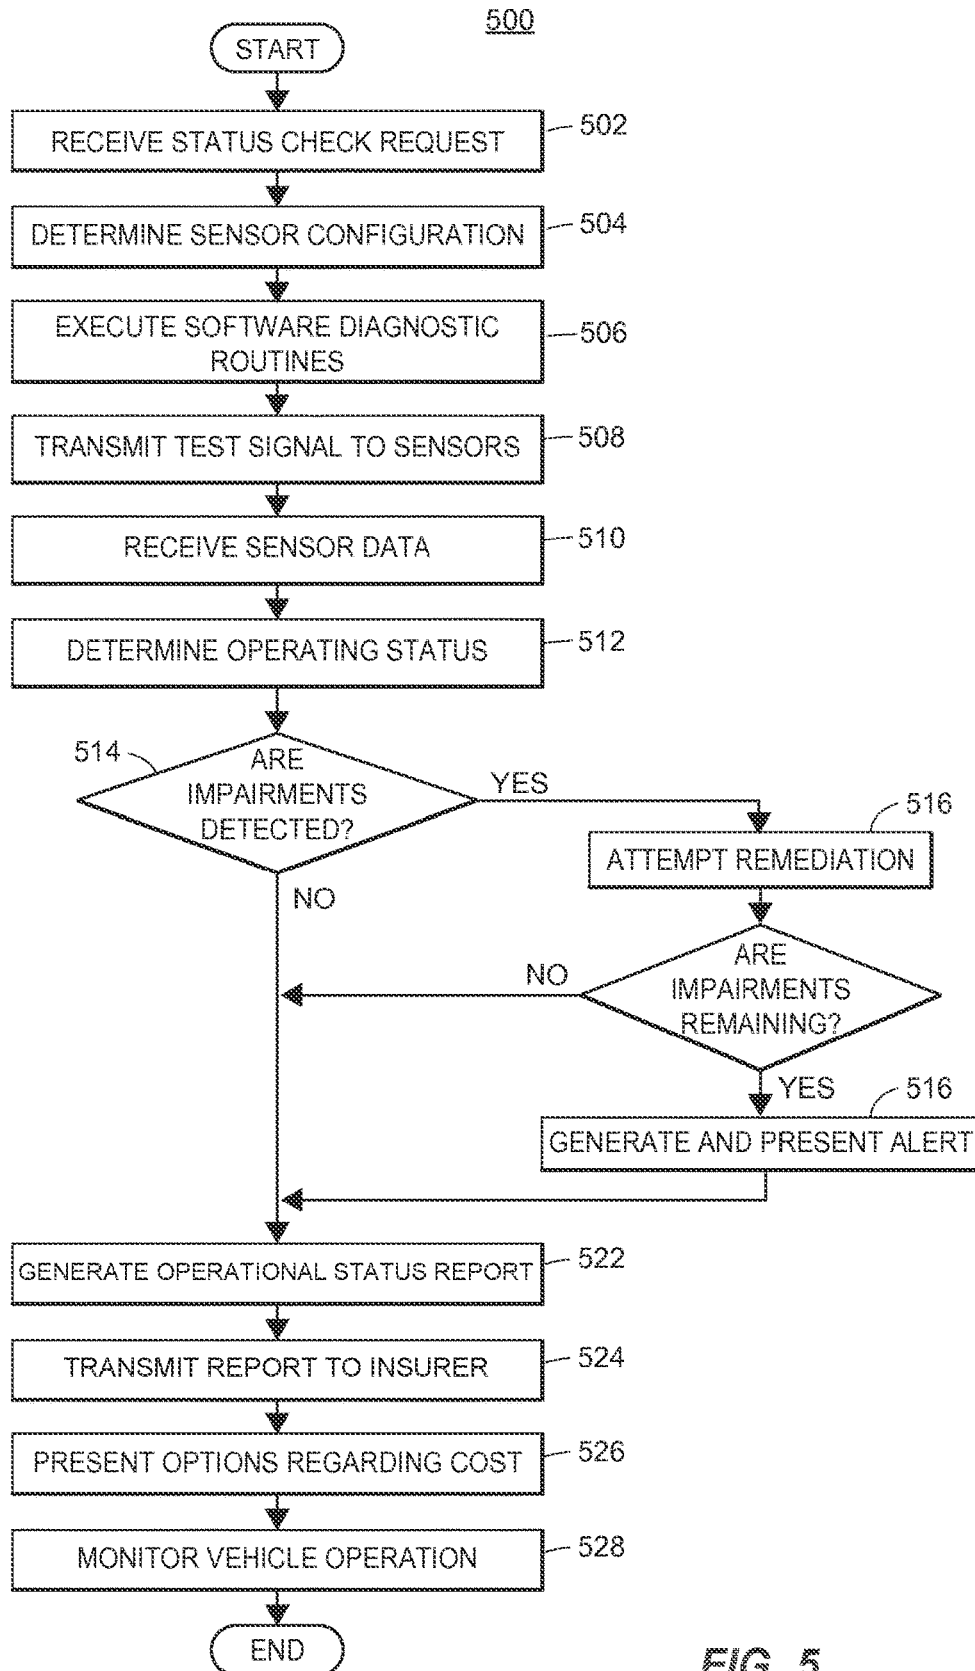 500
START
RECEIVE STATUS CHECK REQUEST
502
DETERMINE SENSOR CONFIGURATION
504
EXECUTE SOFTWARE DIAGNOSTIC
ROUTINES
506
TRANSMIT TEST SIGNAL TO SENSORS
508
RECEIVE SENSOR DATA
510
DETERMINE OPERATING STATUS
512
514
ARE
IMPAIRMENTS
DETECTED?
YES
NO
516
ATTEMPT REMEDIATION
ARE
IMPAIRMENTS
REMAINING?
NO
YES
516
GENERATE AND PRESENT ALERT
GENERATE OPERATIONAL STATUS REPORT
522
TRANSMIT REPORT TO INSURER
524
PRESENT OPTIONS REGARDING COST
526
MONITOR VEHICLE OPERATION
528
END
FIG. 5